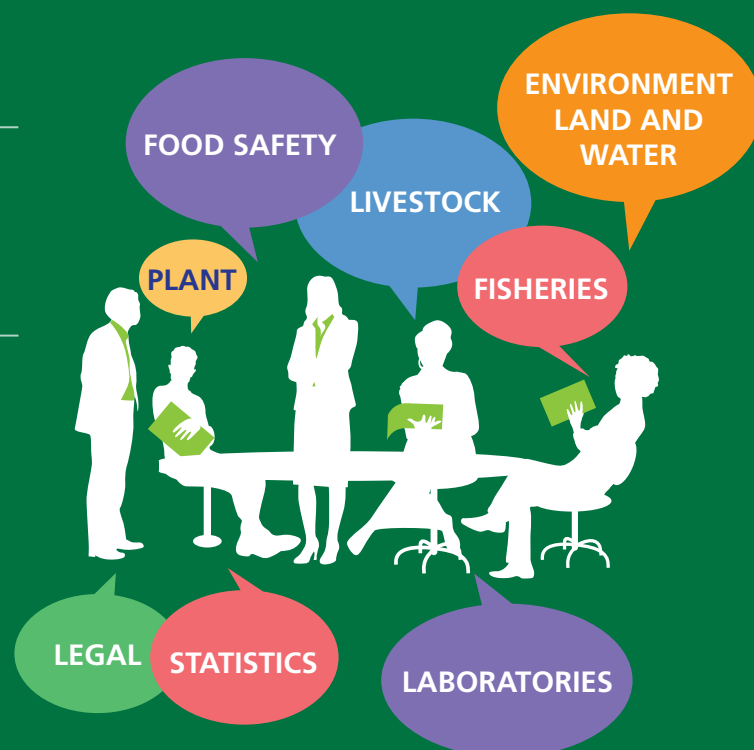 ENVIRONMENT
LAND AND
WATER
FOOD SAFETY
LIVESTOCK
PLANT
FISHERIES
LEGAL
STATISTICS
LABORATORIES